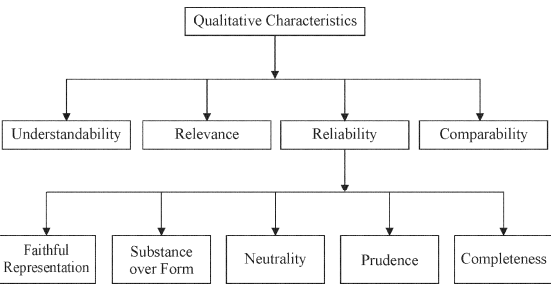 Qualitative Characteristics
Understandability
Relevance
Reliability
Comparability
Faithful
Representation
Substance
over Form
Neutrality
Prudence
Completeness